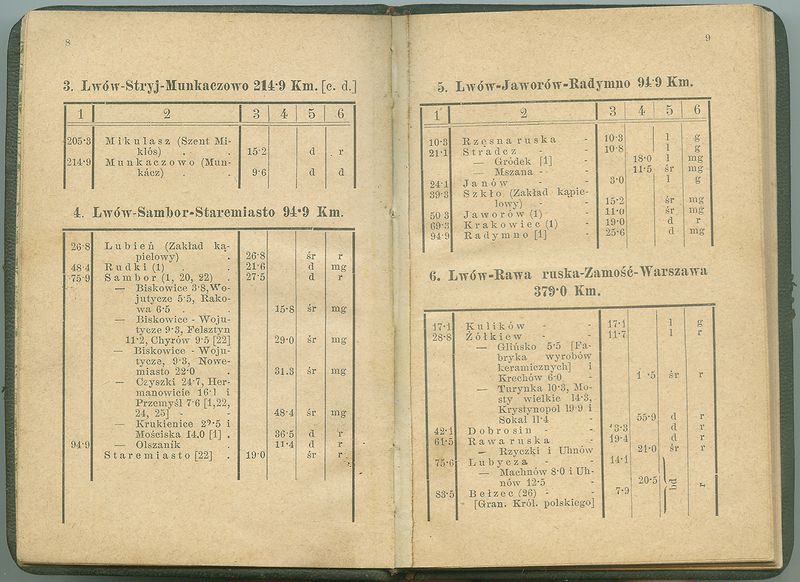 8
3. Lwów-Stryj-Munkaczowo 214·9 Km. [c. d.]
1 2 3 4 5 6
205·3 Mikulasz (Szent Mi-
klós) . . 15·2 d r
214·9 Munkaczowo (Mun-
kácz) . . 9·6 d d
4. Lwów-Sambor-Staremiasto 94·9 Km.
26·8 Lubień (Zakład ką-
pielowy) . 26·8 śr r
48·4 Rudki (1) . 21·6 d mg
75·9 Sambor (1, 20, 22) . 27·5 d r
— Biskowice 3·8, Wo-
jutycze 5·5, Rako-
wa 6·5 . . 15·8 śr mg
— Biskowice - Woju-
tycze 9·3, Felsztyn
11·2, Chyrów 9·5 [22] 29·0 śr mg
— Biskowice - Woju-
tycze, 9·3, Nowe-
miasto 22·0 . 31.3 śr mg
— Czyszki 24·7, Her-
manowicie 16·1 i
Przemyśl 7·6 [1,22,
24, 25] - 48·4 śr mg
— Krukienice
Mościska 14.0 [1] . 36·5 d r
94·9 — Olszanik 11·4 d r
Staremiasto [22] . 19·0 śr r
9
5. Lwów-Jaworów-Radymno 94·9 Km.
1 2 3 4 5 6
10·3 Rzęsna ruska - 10·3 l g
21·1 Stradcz - - 10·8 l g
— Gródek [1] - 18·0 l mg
— Mszana - - 11·5 śr mg
24·1 Janów - - 3·0 l g
39·3 Szkło (Zakład kąpie-
lowy) - - 15·2 śr mg
50·3 Jaworów (1) - 11·0 śr mg
69·3 Krakowiec (1) - 19·0 d r
94·9 Radymno [1] - 25·6 d mg
6. Lwów-Rawa ruska-Zamość-Warszawa
379·0 Km.
17·1 Kulików - - 17·1 l g
28·8 Żółkiew - - 11·7 l r
— Glińsko 5·5 [Fa-
bryka wyrobów
keramicznych] i
Krechów 6·0 - śr r
— Turynka 10·3, Mo-
sty wielkie 14·3,
Krystynopol 19·9 i
Sokal 11·4 55·9 d r
42·1 Dobrosin - - d r
61·5 Rawa ruska - 19·4 d r
— Rzyczki i Uhnów 21·0 śr r
75·6 Lubycza - - 14·1
— Machnów 8·0 i Uh-
nów 12·5 - 20·5 bd r
83·5 Bełzec (26) - - 7·9
[Gran. Król. polskiego]